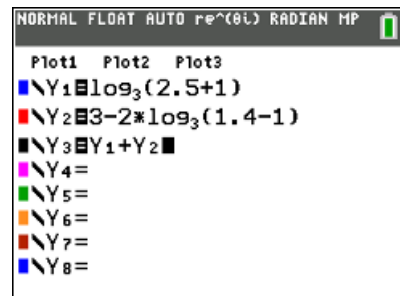 NORMAL FLOAT AUTO re^(θi) RADIAN MP
Plot1 Plot2 Plot3
\Y₁=log₃(2.5+1)
\Y₂=3-2*log₃(1.4-1)
\Y₃=Y₁+Y₂
\Y₄=
\Y₅=
\Y₆=
\Y₇=
\Y₈=